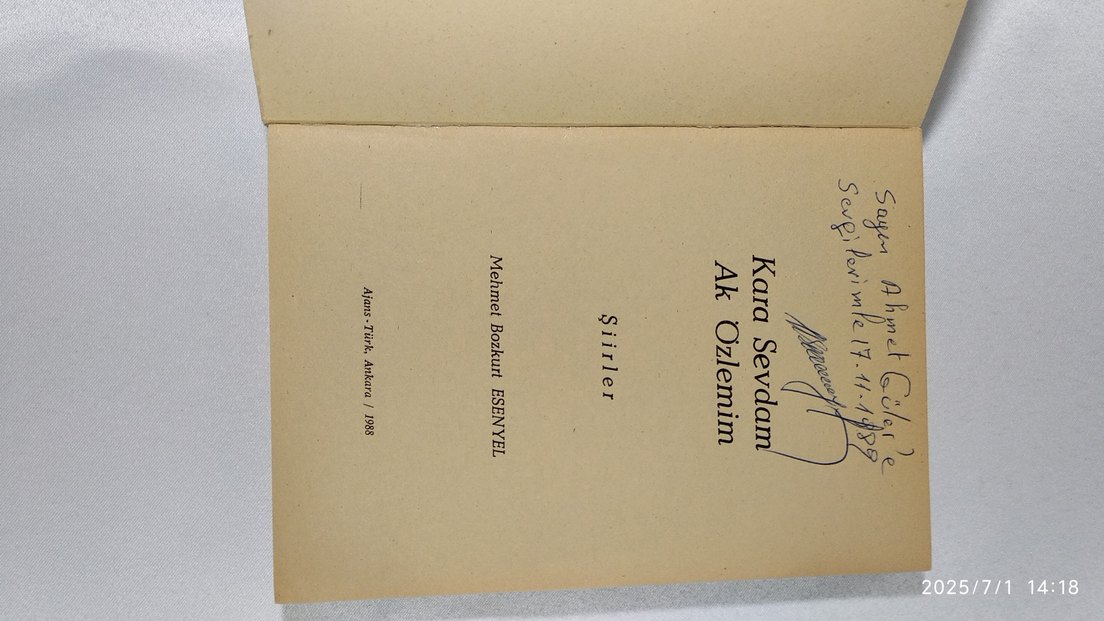 Sayın Ahmet Güler'e
Sevgilerimle 17.11.1989
Kara Sevdam
Ak Özlemim
Şiirler
Mehmet Bozkurt ESENYEL
Ajans-Türk, Ankara / 1988
2025/7/1 14:18